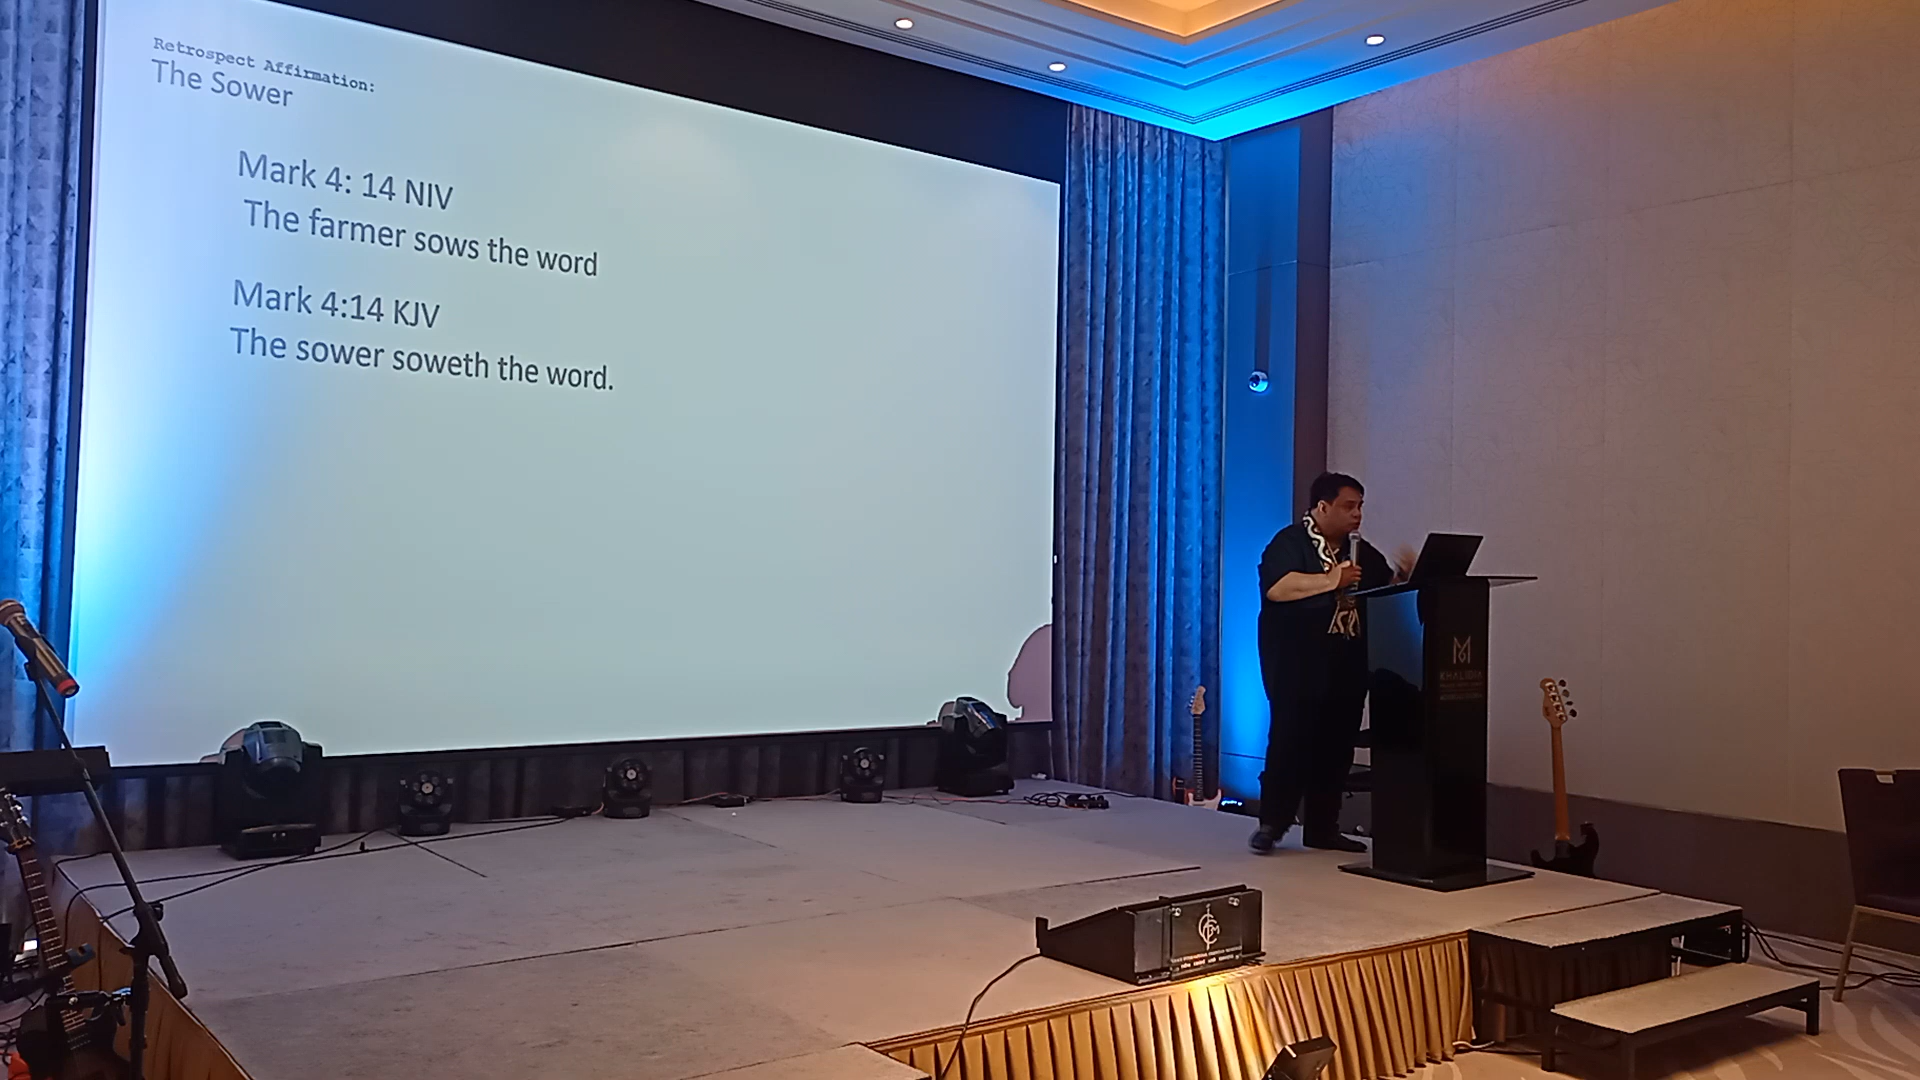 Retrospect Affirmation:
The Sower
Mark 4: 14 NIV
The farmer sows the word
Mark 4:14 KJV
The sower soweth the word.
KHALIDIA